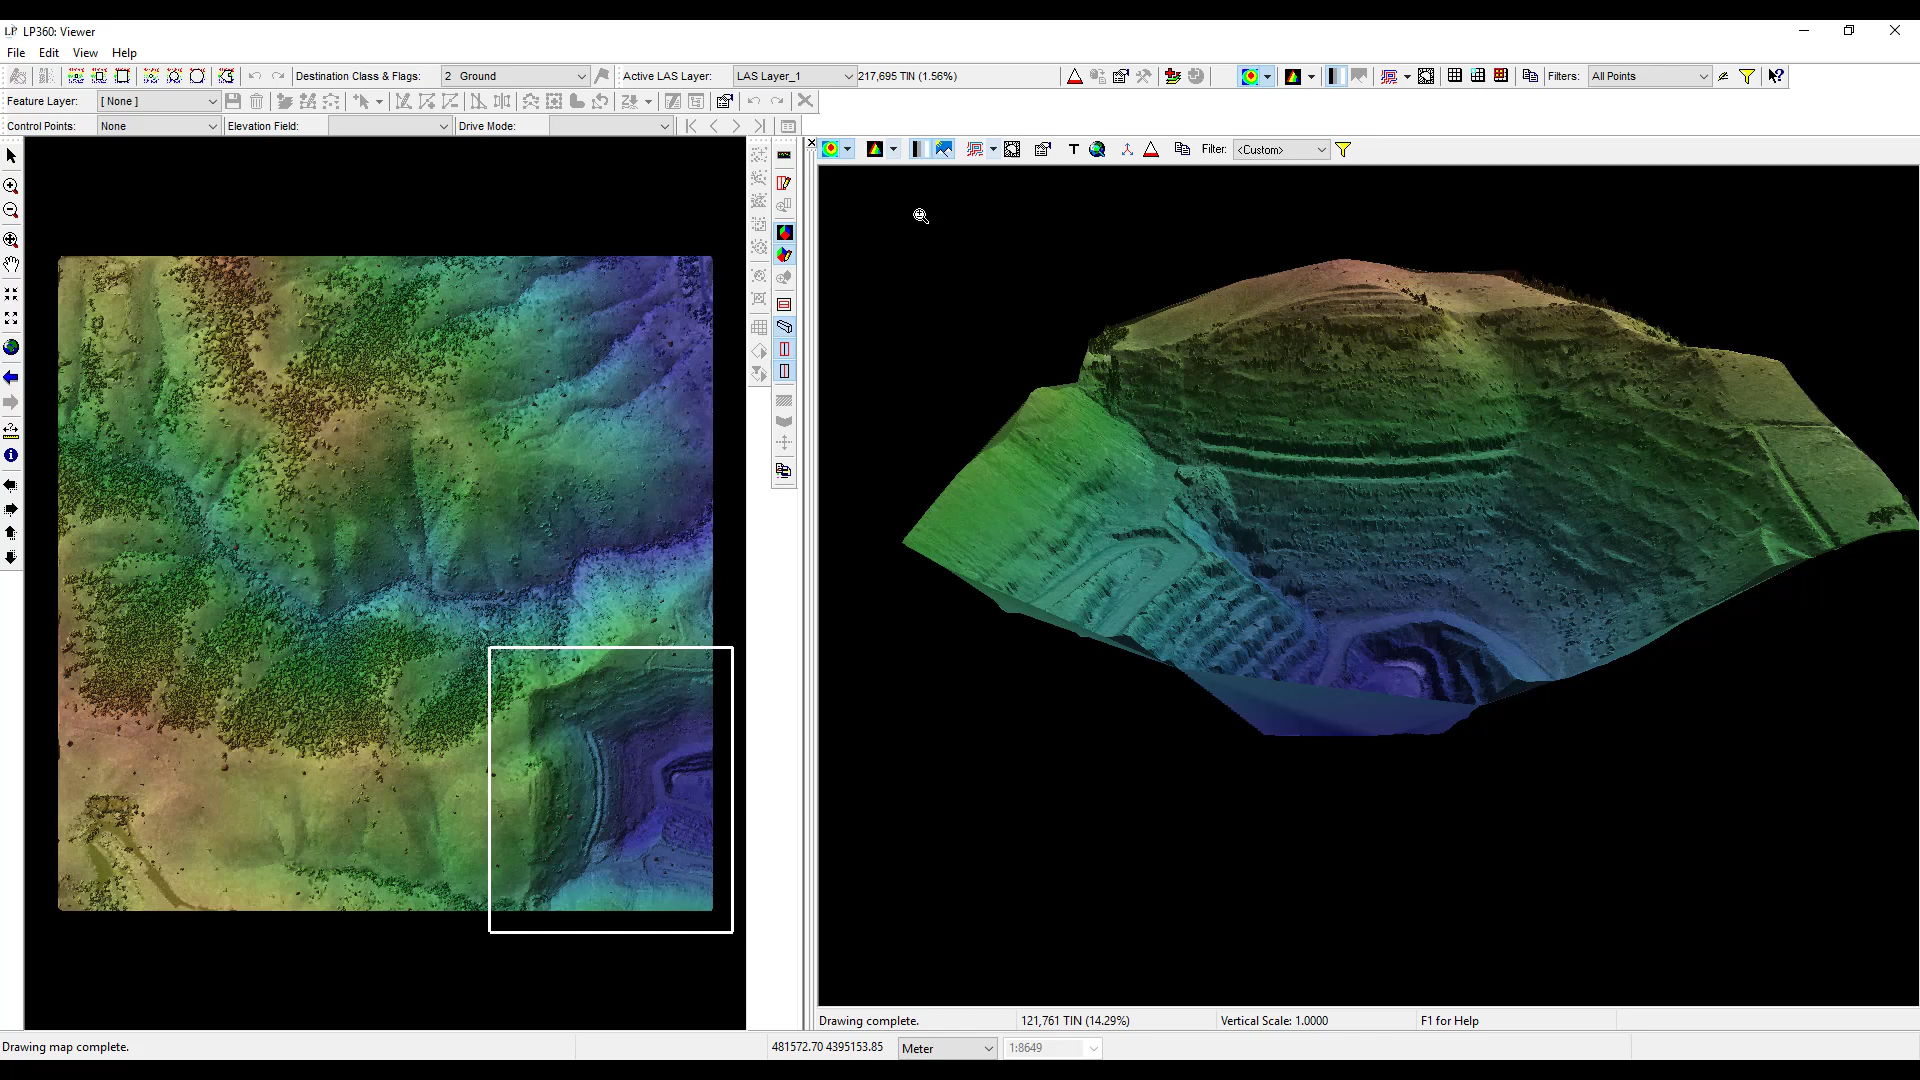 LP360: Viewer
File Edit View Help
Destination Class & Flags: 2 Ground Active LAS Layer: LAS Layer_1 217,695 TIN (1.56%) Filters: All Points
Feature Layer: [ None ]
Control Points: None Elevation Field: Drive Mode:
T Filter: <Custom>
Drawing complete. 121,761 TIN (14.29%) Vertical Scale: 1.0000 F1 for Help
Drawing map complete. 481572.70 4395153.85 Meter 1:8649